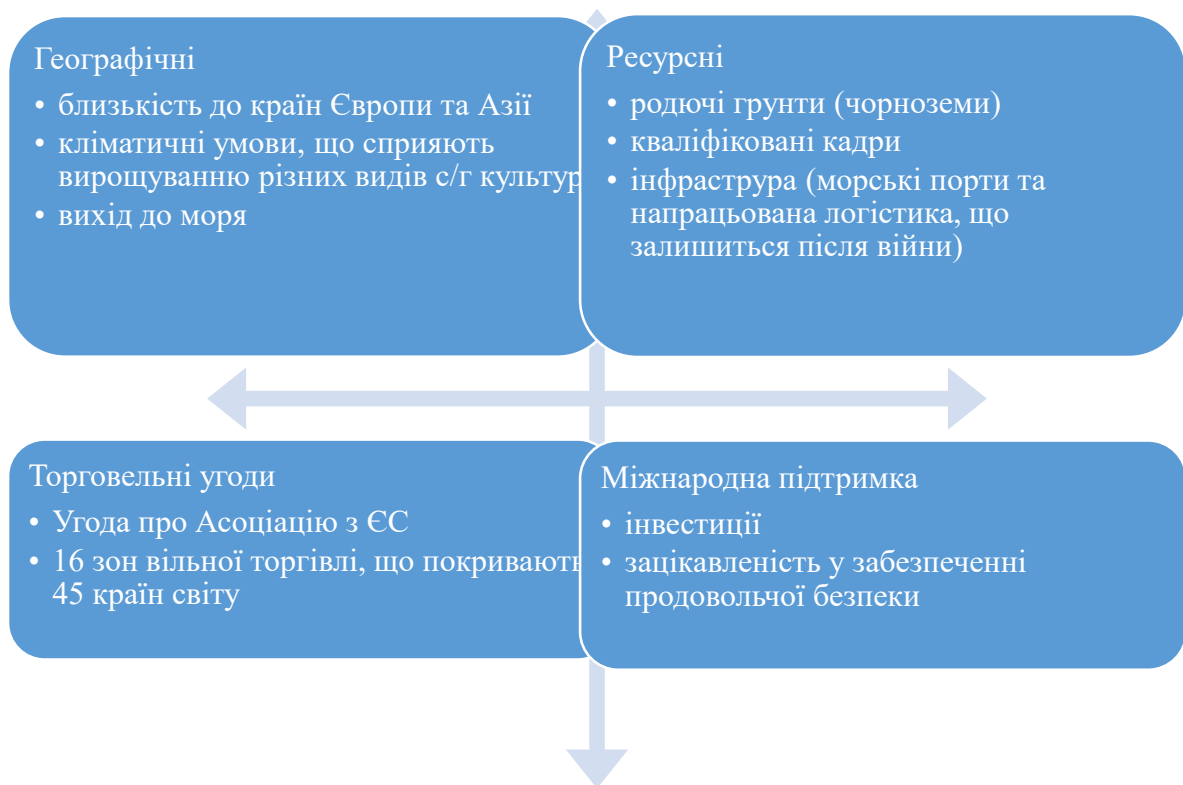 Географічні
• близькість до країн Європи та Азії
• кліматичні умови, що сприяють
вирощуванню різних видів с/г культур
• вихід до моря
Ресурсні
• родючі грунти (чорноземи)
• кваліфіковані кадри
• інфраструра (морські порти та
напрацьована логістика, що
залишиться після війни)
Торговельні угоди
• Угода про Асоціацію з ЄС
• 16 зон вільної торгівлі, що покривають
45 країн світу
Міжнародна підтримка
• інвестиції
• зацікавленість у забезпеченні
продовольчої безпеки